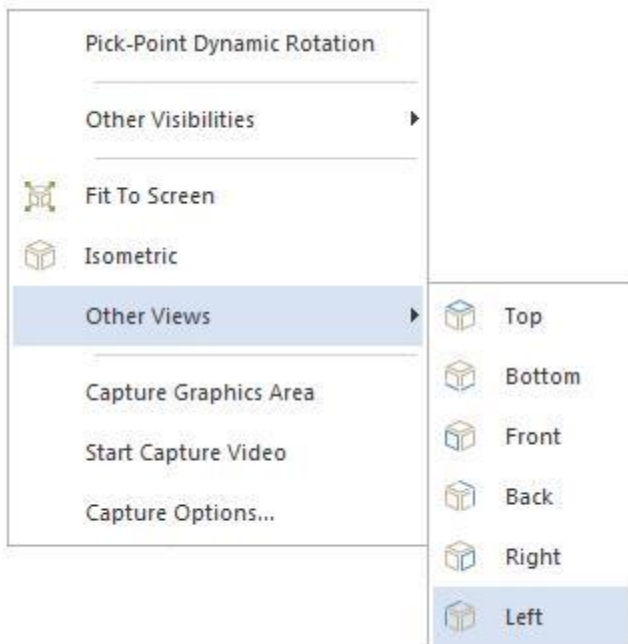 Pick-Point Dynamic Rotation
Other Visibilities
Fit To Screen
Isometric
Other Views
Capture Graphics Area
Start Capture Video
Capture Options...
Top
Bottom
Front
Back
Right
Left